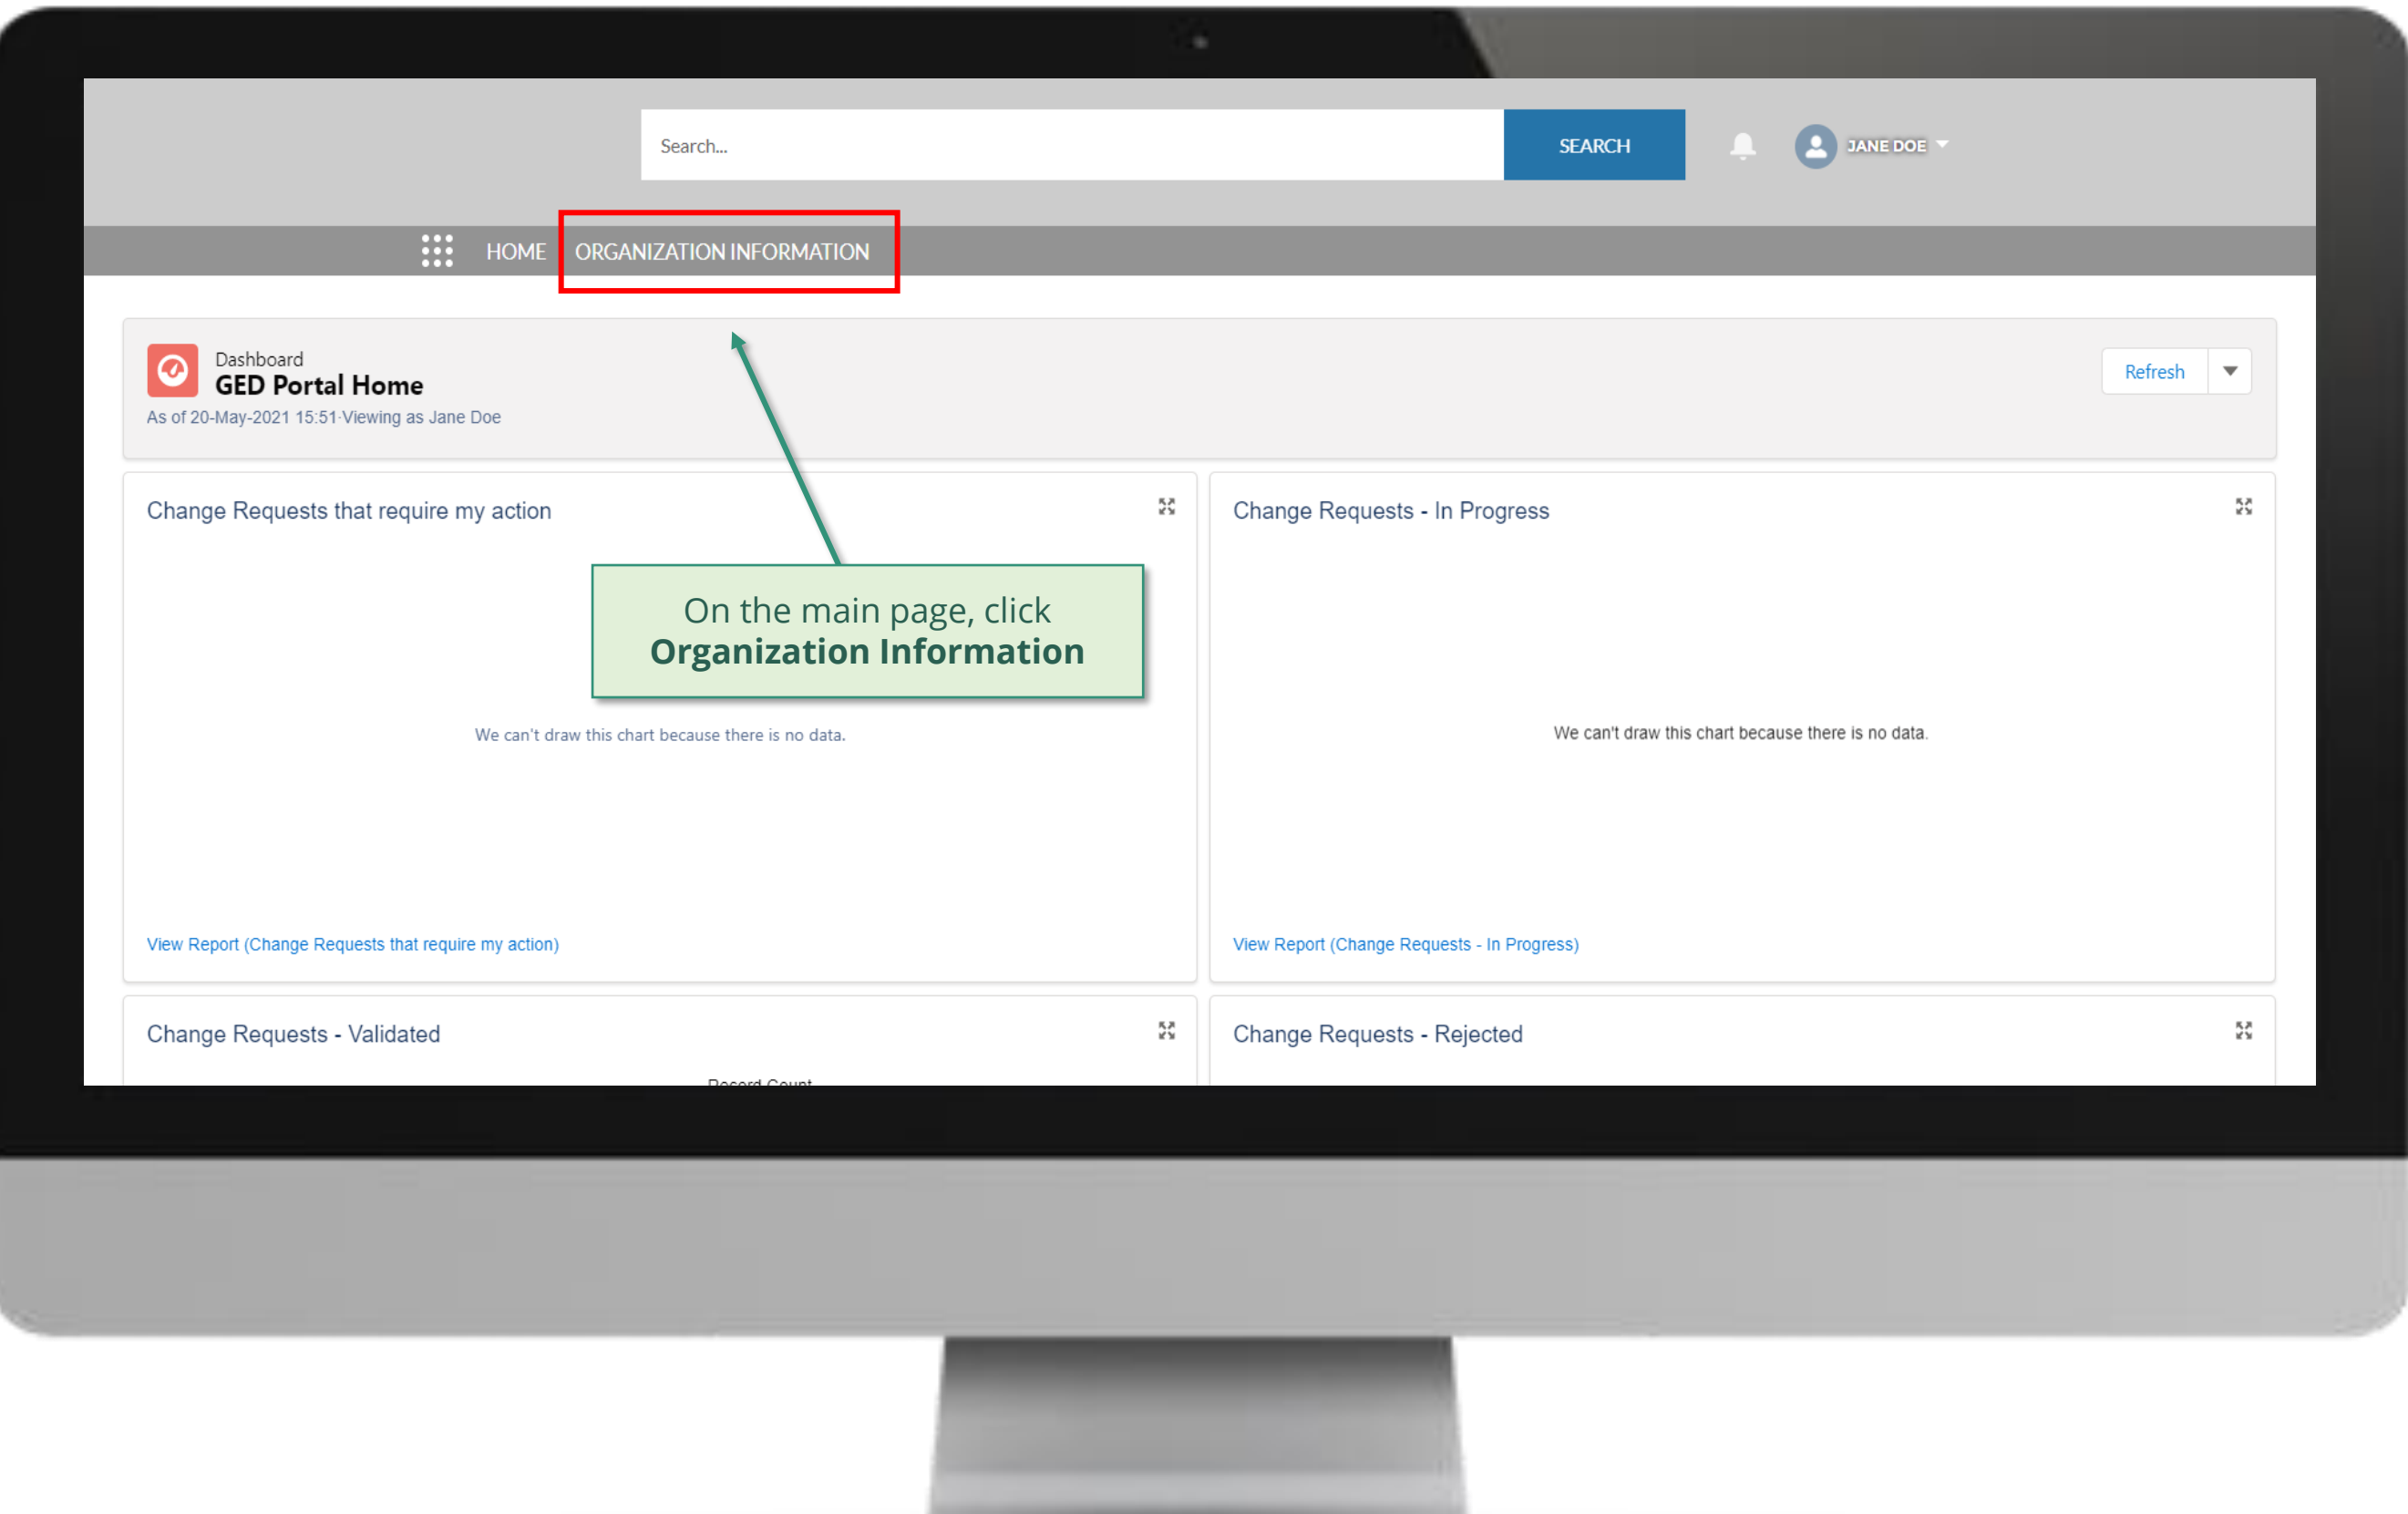 Search...
SEARCH
JANE DOE
HOME
ORGANIZATION INFORMATION
Dashboard
GED Portal Home
As of 20-May-2021 15:51·Viewing as Jane Doe
Refresh
Change Requests that require my action
Change Requests - In Progress
On the main page, click
Organization Information
We can't draw this chart because there is no data.
We can't draw this chart because there is no data.
View Report (Change Requests that require my action)
View Report (Change Requests - In Progress)
Change Requests - Validated
Change Requests - Rejected
Record Count